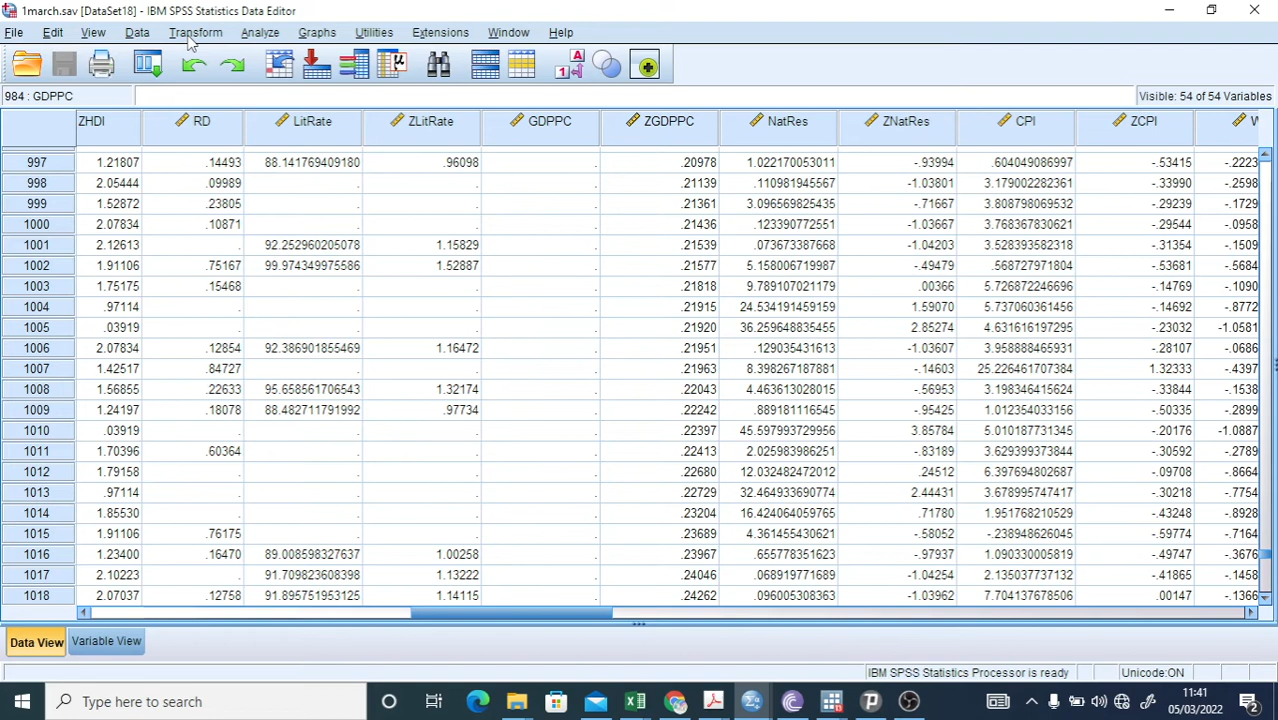 1march.sav [DataSet18] - IBM SPSS Statistics Data Editor
File Edit View Data Transform Analyze Graphs Utilities Extensions Window Help
984 : GDPPC Visible: 54 of 54 Variables
ZHDI RD LitRate ZLitRate GDPPC ZGDPPC NatRes ZNatRes CPI ZCPI W
997 1.21807 .14493 88.141769409180 .96098 . .20978 1.022170053011 -.93994 .604049086997 -.53415 -.2223
998 2.05444 .09989 . . . .21139 .110981945567 -1.03801 3.179002282361 -.33990 -.2598
999 1.52872 .23805 . . . .21361 3.096569825435 -.71667 3.808798069532 -.29239 -.1729
1000 2.07834 .10871 . . . .21436 .123390772551 -1.03667 3.768367830621 -.29544 -.0958
1001 2.12613 . 92.252960205078 1.15829 . .21539 .073673387668 -1.04203 3.528393582318 -.31354 -.1509
1002 1.91106 .75167 99.974349975586 1.52887 . .21577 5.158006719987 -.49479 .568727971804 -.53681 -.5684
1003 1.75175 .15468 . . . .21818 9.789107021179 .00366 5.726872246696 -.14769 -.1090
1004 .97114 . . . . .21915 24.534191459159 1.59070 5.737060361456 -.14692 -.8772
1005 .03919 . . . . .21920 36.259648835455 2.85274 4.631616197295 -.23032 -1.0581
1006 2.07834 .12854 92.386901855469 1.16472 . .21951 .129035431613 -1.03607 3.958888465931 -.28107 -.0686
1007 1.42517 .84727 . . . .21963 8.398267187881 -.14603 25.226461707384 1.32333 -.4397
1008 1.56855 .22633 95.658561706543 1.32174 . .22043 4.463613028015 -.56953 3.198346415624 -.33844 -.1538
1009 1.24197 .18078 88.482711791992 .97734 . .22242 .889181116545 -.95425 1.012354033156 -.50335 -.2899
1010 .03919 . . . . .22397 45.597993729956 3.85784 5.010187731345 -.20176 -1.0887
1011 1.70396 .60364 . . . .22413 2.025983986251 -.83189 3.629399373844 -.30592 -.2789
1012 1.79158 . . . . .22680 12.032482472012 .24512 6.397694802687 -.09708 -.8664
1013 .97114 . . . . .22729 32.464933690774 2.44431 3.678995747417 -.30218 -.7754
1014 1.85530 . . . . .23204 16.424064059765 .71780 1.951768210529 -.43248 -.8928
1015 1.91106 .76175 . . . .23689 4.361455430621 -.58052 -.238948626045 -.59774 -.7164
1016 1.23400 .16470 89.008598327637 1.00258 . .23967 .655778351623 -.97937 1.090330005819 -.49747 -.3676
1017 2.10223 . 91.709823608398 1.13222 . .24046 .068919771689 -1.04254 2.135037737132 -.41865 -.1458
1018 2.07037 .12758 91.895751953125 1.14115 . .24262 .096005308363 -1.03962 7.704137678506 .00147 -.1366
Data View Variable View
IBM SPSS Statistics Processor is ready Unicode:ON
Type here to search
11:41
05/03/2022
2